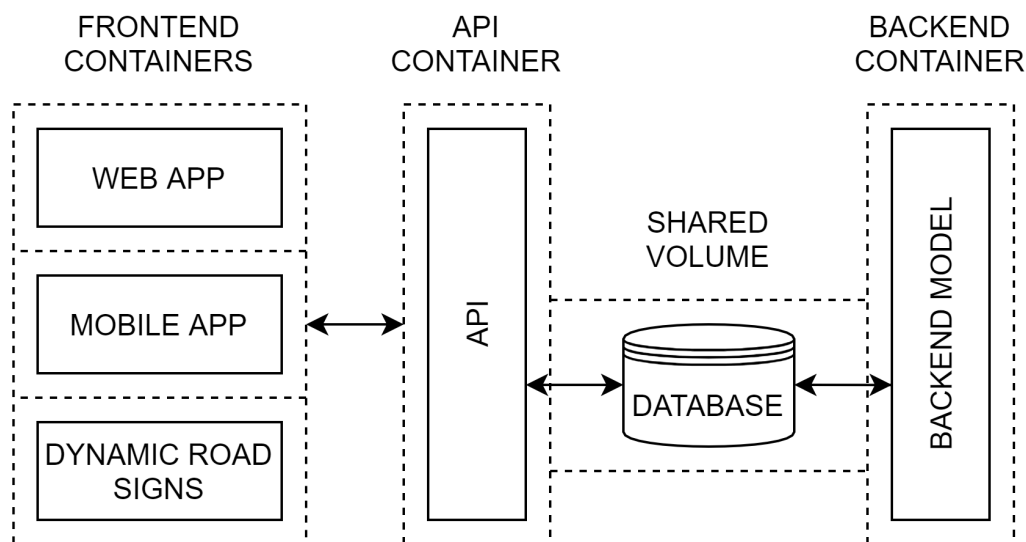 FRONTEND
CONTAINERS
API
CONTAINER
BACKEND
CONTAINER
WEB APP
MOBILE APP
DYNAMIC ROAD
SIGNS
API
SHARED
VOLUME
DATABASE
BACKEND MODEL